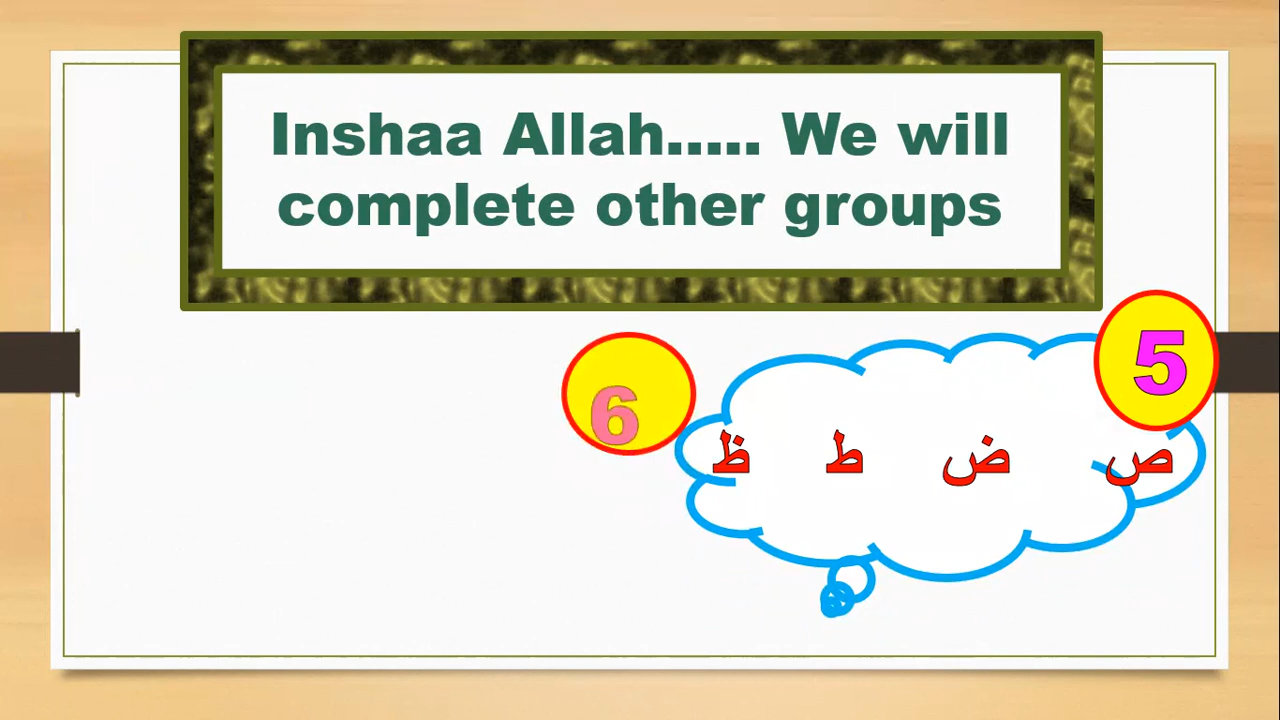 Inshaa Allah..... We will
complete other groups
5
6
ص ض ط ظ